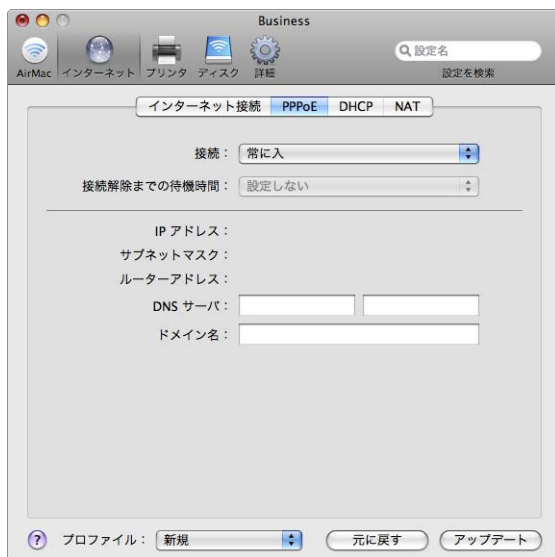 Business
設定名
AirMac インターネット プリンタ ディスク 詳細 設定を検索
インターネット接続 PPPoE DHCP NAT
接続： 常に入
接続解除までの待機時間： 設定しない
IP アドレス：
サブネットマスク：
ルーターアドレス：
DNS サーバ：
ドメイン名：
? プロファイル： 新規 元に戻す アップデート